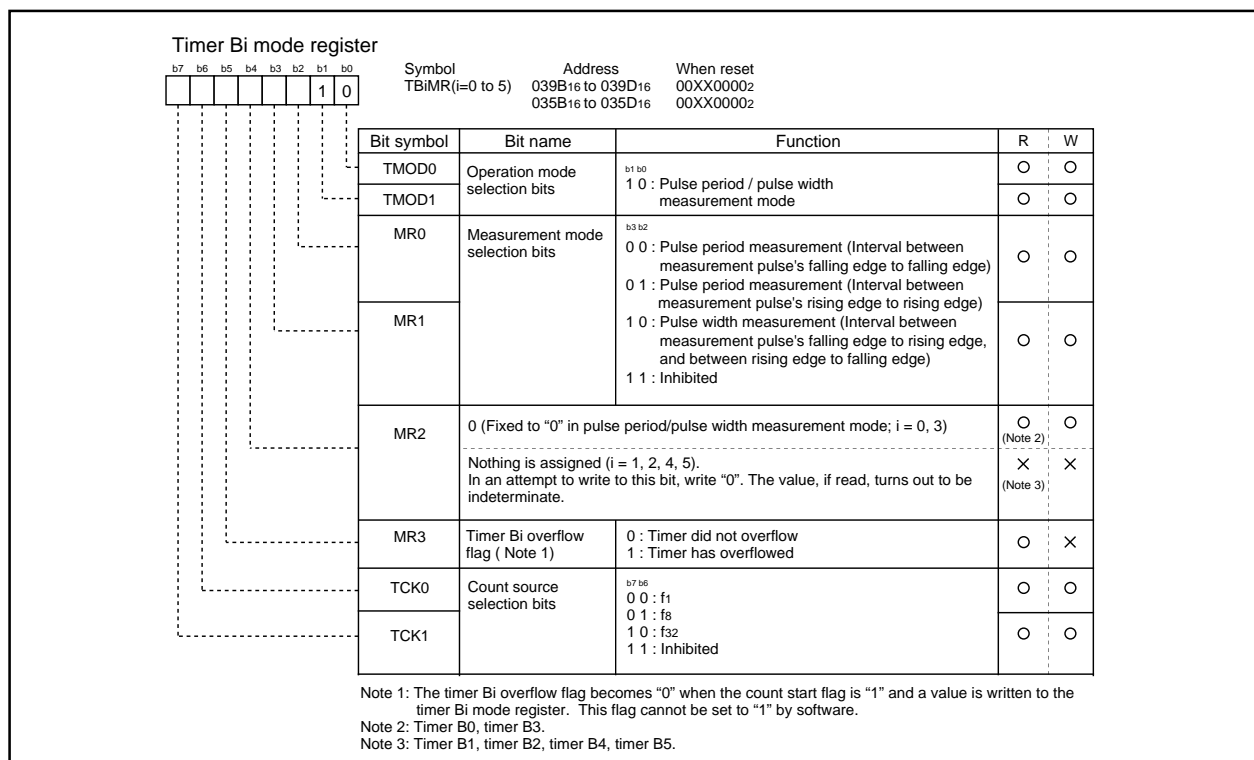 Timer Bi mode register
b7 b6 b5 b4 b3 b2 b1 b0
1 0
Symbol Address When reset
TBiMR(i=0 to 5) 039B16 to 039D16 00XX00002
035B16 to 035D16 00XX00002
Bit symbol Bit name Function R W
TMOD0
TMOD1
Operation mode
selection bits
b1 b0
1 0 : Pulse period / pulse width
measurement mode
MR0
MR1
Measurement mode
selection bits
b3 b2
0 0 : Pulse period measurement (Interval between
measurement pulse's falling edge to falling edge)
0 1 : Pulse period measurement (Interval between
measurement pulse's rising edge to rising edge)
1 0 : Pulse width measurement (Interval between
measurement pulse's falling edge to rising edge,
and between rising edge to falling edge)
1 1 : Inhibited
MR2
0 (Fixed to “0” in pulse period/pulse width measurement mode; i = 0, 3)
(Note 2)
Nothing is assigned (i = 1, 2, 4, 5).
In an attempt to write to this bit, write “0”. The value, if read, turns out to be
indeterminate.
(Note 3)
MR3
Timer Bi overflow
flag ( Note 1)
0 : Timer did not overflow
1 : Timer has overflowed
TCK0
TCK1
Count source
selection bits
b7 b6
0 0 : f1
0 1 : f8
1 0 : f32
1 1 : Inhibited
Note 1: The timer Bi overflow flag becomes “0” when the count start flag is “1” and a value is written to the
timer Bi mode register. This flag cannot be set to “1” by software.
Note 2: Timer B0, timer B3.
Note 3: Timer B1, timer B2, timer B4, timer B5.